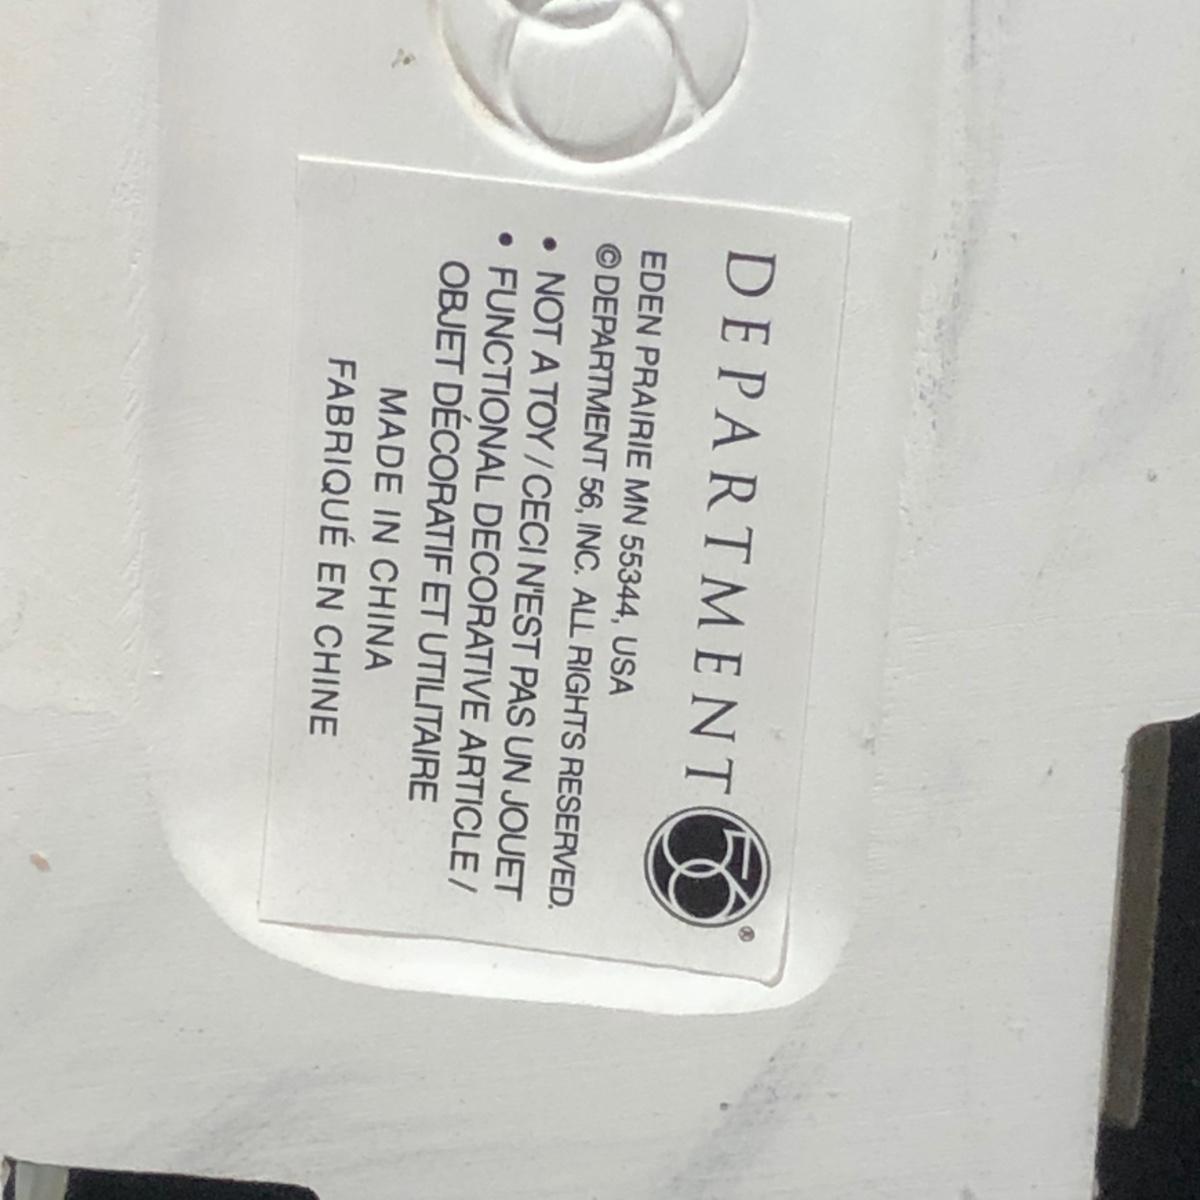 DEPARTMENT 56®
EDEN PRAIRIE MN 55344, USA
© DEPARTMENT 56, INC. ALL RIGHTS RESERVED.
• NOT A TOY / CECI N'EST PAS UN JOUET
• FUNCTIONAL DECORATIVE ARTICLE /
OBJET DÉCORATIF ET UTILITAIRE
MADE IN CHINA
FABRIQUÉ EN CHINE